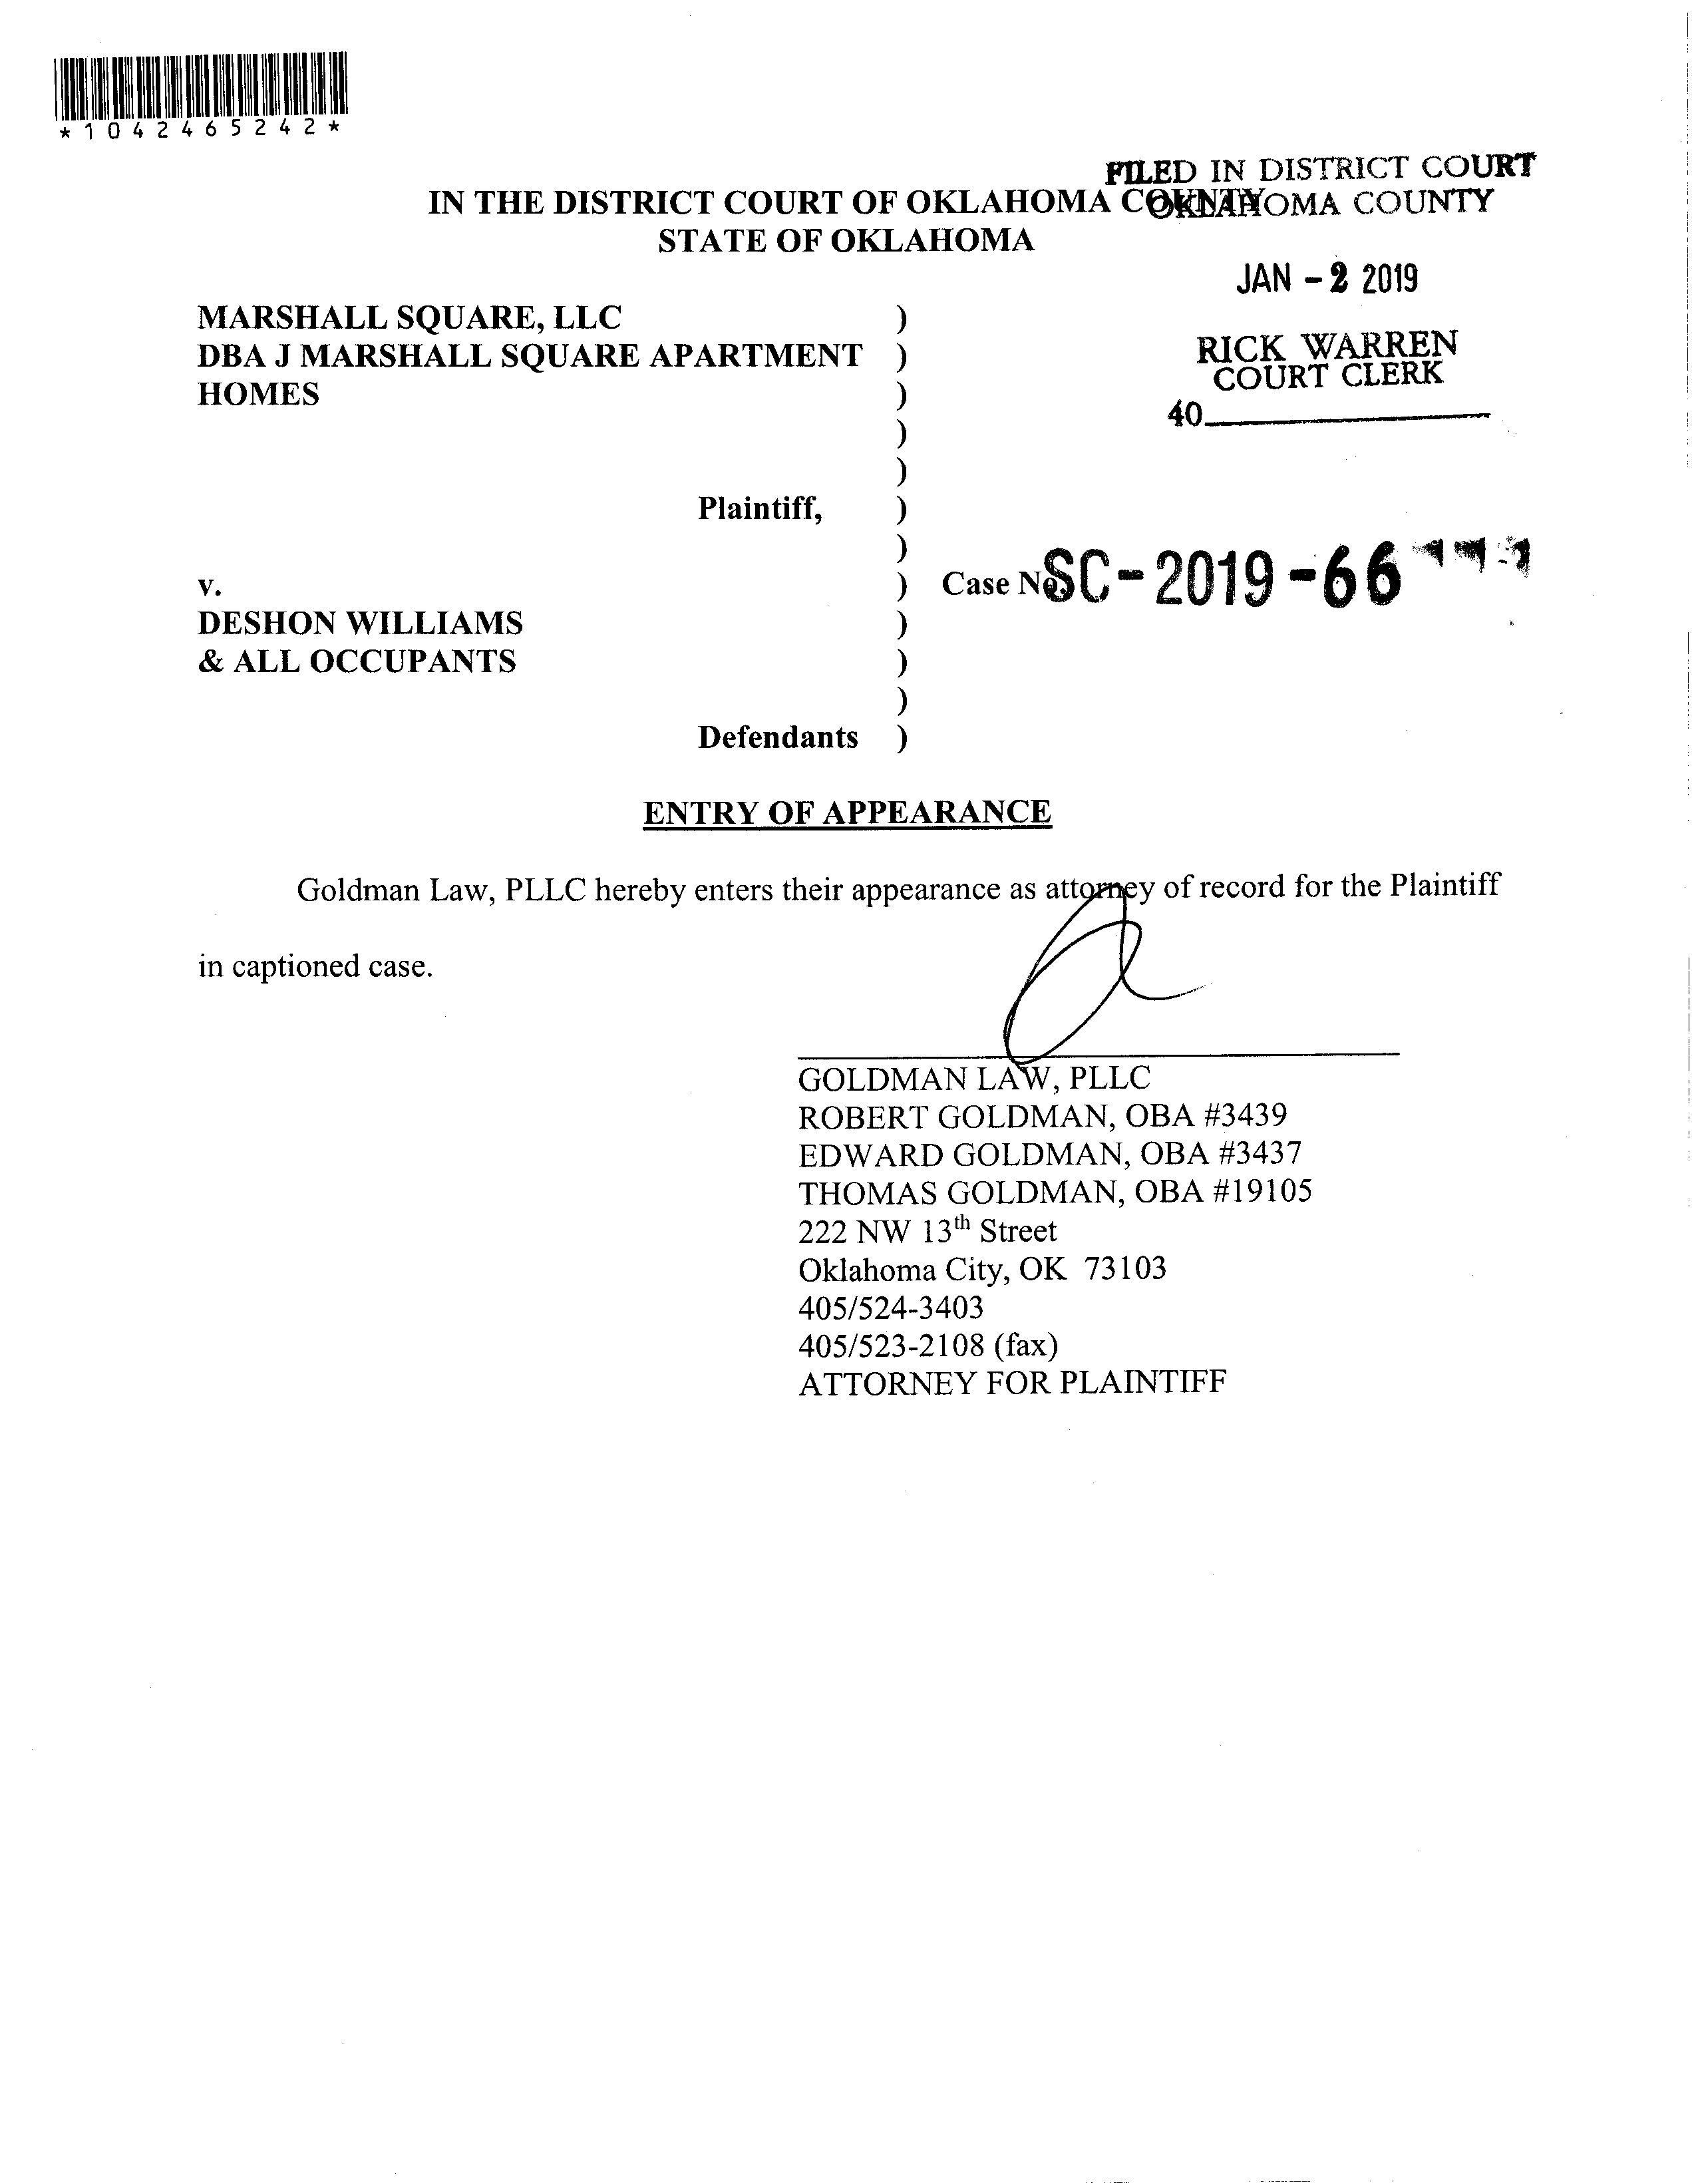 *1042465242*
FILED IN DISTRICT COURT
OKLAHOMA COUNTY
IN THE DISTRICT COURT OF OKLAHOMA COUNTY
STATE OF OKLAHOMA
JAN - 2 2019
RICK WARREN
COURT CLERK
40
MARSHALL SQUARE, LLC )
DBA J MARSHALL SQUARE APARTMENT )
HOMES )
)
)
Plaintiff, )
)
v. ) Case No. SC-2019-66
DESHON WILLIAMS )
& ALL OCCUPANTS )
)
Defendants )
ENTRY OF APPEARANCE
Goldman Law, PLLC hereby enters their appearance as attorney of record for the Plaintiff
in captioned case.
GOLDMAN LAW, PLLC
ROBERT GOLDMAN, OBA #3439
EDWARD GOLDMAN, OBA #3437
THOMAS GOLDMAN, OBA #19105
222 NW 13th Street
Oklahoma City, OK 73103
405/524-3403
405/523-2108 (fax)
ATTORNEY FOR PLAINTIFF